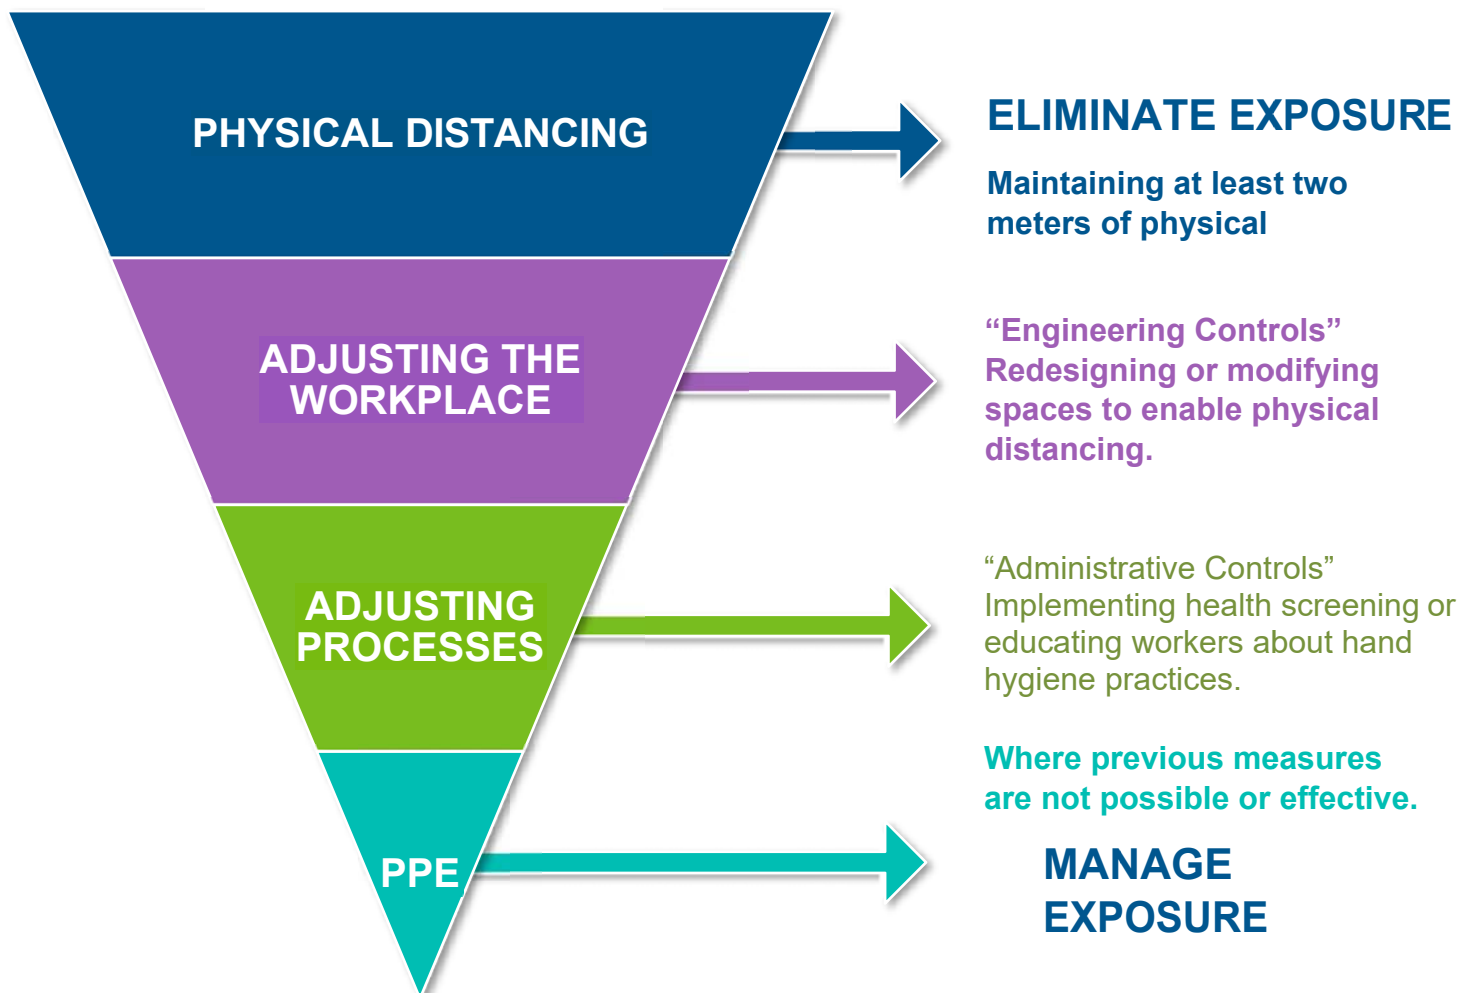 PHYSICAL DISTANCING
ELIMINATE EXPOSURE
Maintaining at least two
meters of physical
ADJUSTING THE
WORKPLACE
“Engineering Controls”
Redesigning or modifying
spaces to enable physical
distancing.
ADJUSTING
PROCESSES
“Administrative Controls”
Implementing health screening or
educating workers about hand
hygiene practices.
PPE
Where previous measures
are not possible or effective.
MANAGE
EXPOSURE